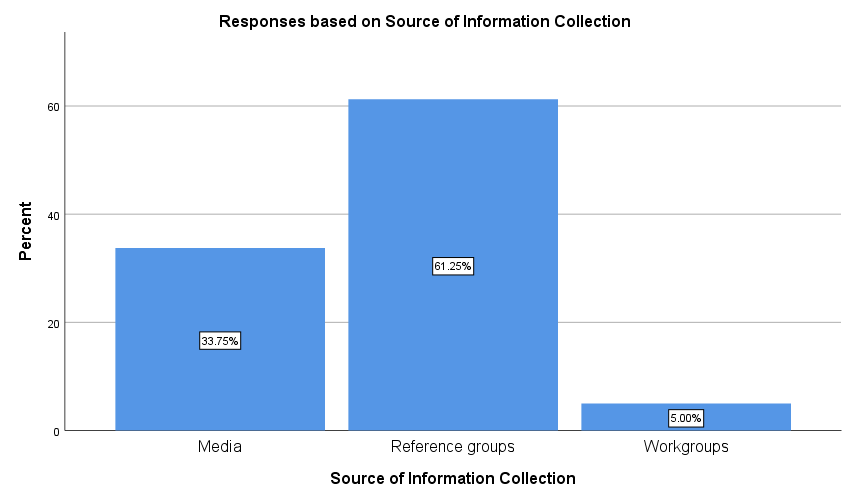 Responses based on Source of Information Collection
Percent
60
40
20
0
33.75%
61.25%
5.00%
Media
Reference groups
Workgroups
Source of Information Collection